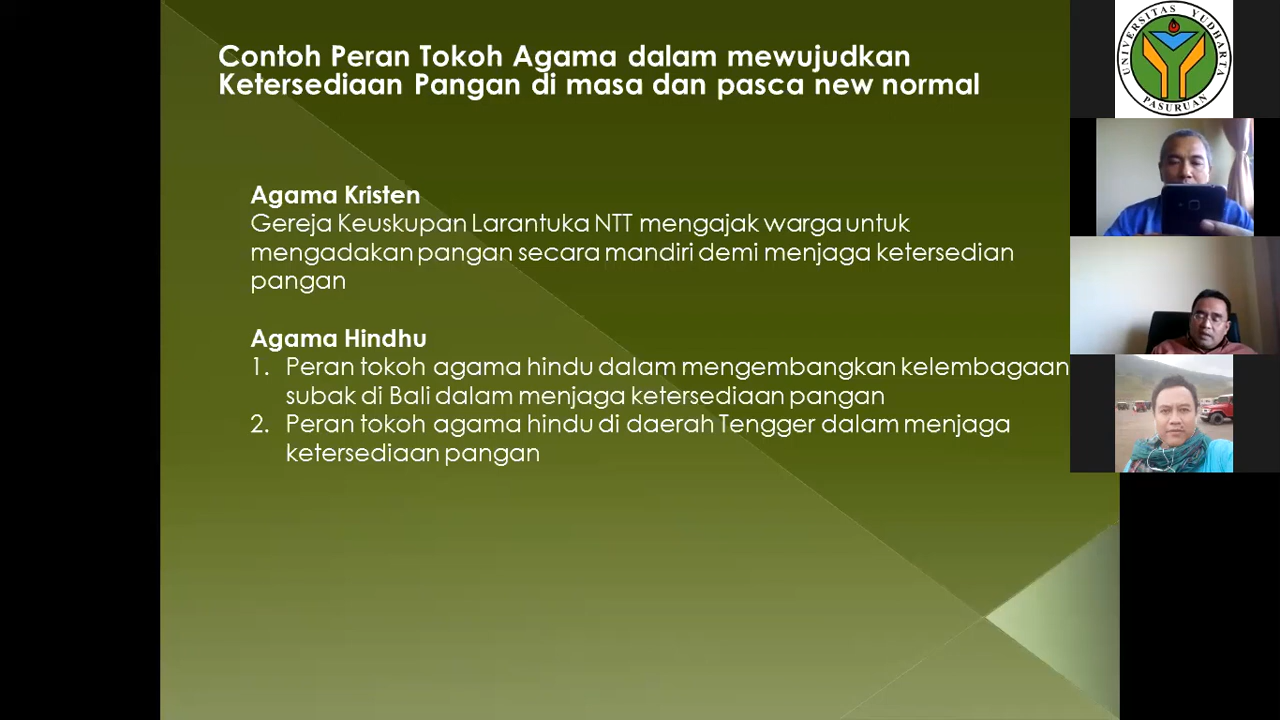 Contoh Peran Tokoh Agama dalam mewujudkan
Ketersediaan Pangan di masa dan pasca new normal
Agama Kristen
Gereja Keuskupan Larantuka NTT mengajak warga untuk
mengadakan pangan secara mandiri demi menjaga ketersedian
pangan
Agama Hindhu
1. Peran tokoh agama hindu dalam mengembangkan kelembagaan
subak di Bali dalam menjaga ketersediaan pangan
2. Peran tokoh agama hindu di daerah Tengger dalam menjaga
ketersediaan pangan
UNIVERSITAS YUDHARTA
PASURUAN